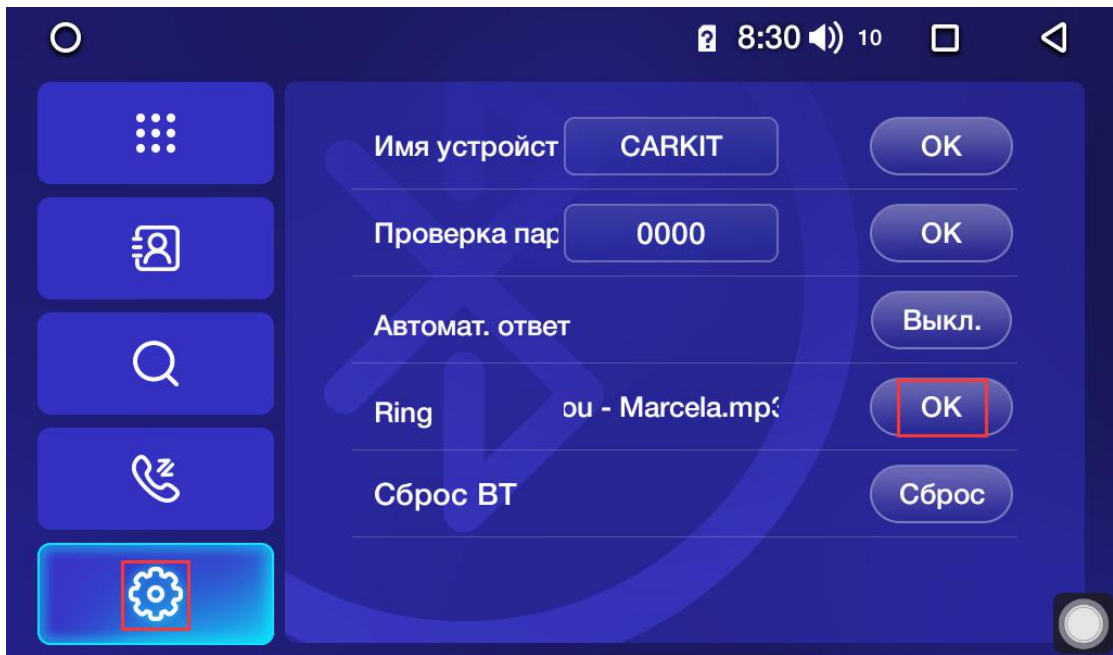 8:30 10
Имя устройст CARKIT OK
Проверка пар 0000 OK
Автомат. ответ Выкл.
Ring ou - Marcela.mp3 OK
Сброс BT Сброс